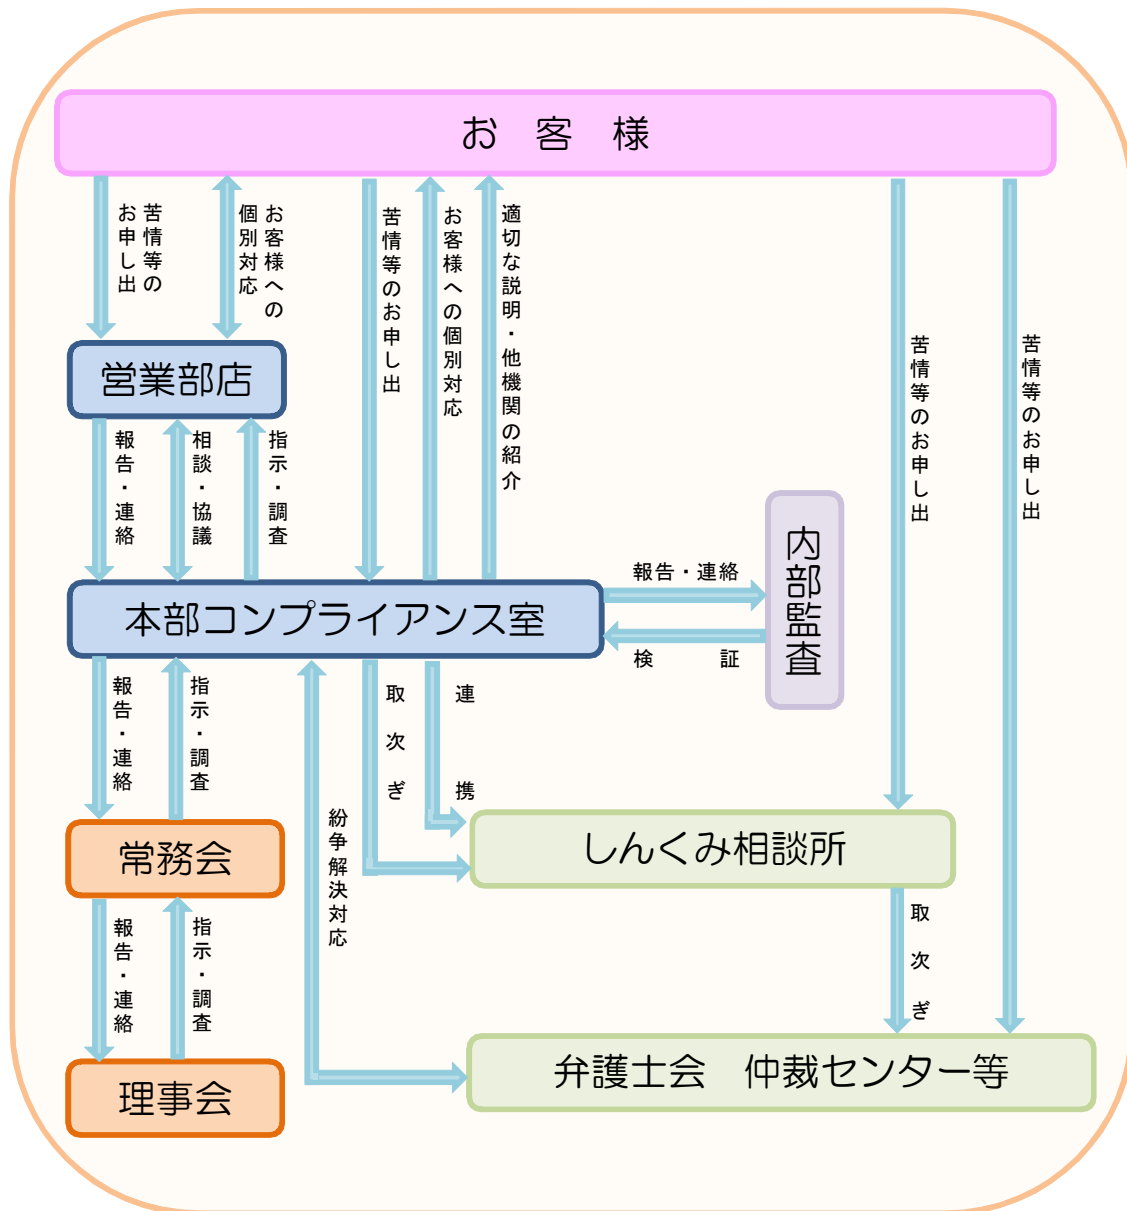 お 客 様
苦情等の
お申し出
お客様への
個別対応
苦情等のお申し出
お客様への個別対応
適切な説明・他機関の紹介
苦情等のお申し出
苦情等のお申し出
営業部店
報告・連絡
相談・協議
指示・調査
内部監査
報告・連絡
検 証
本部コンプライアンス室
報告・連絡
指示・調査
取次ぎ
連 携
紛争解決対応
常務会
しんくみ相談所
報告・連絡
指示・調査
取次ぎ
理事会
弁護士会 仲裁センター等